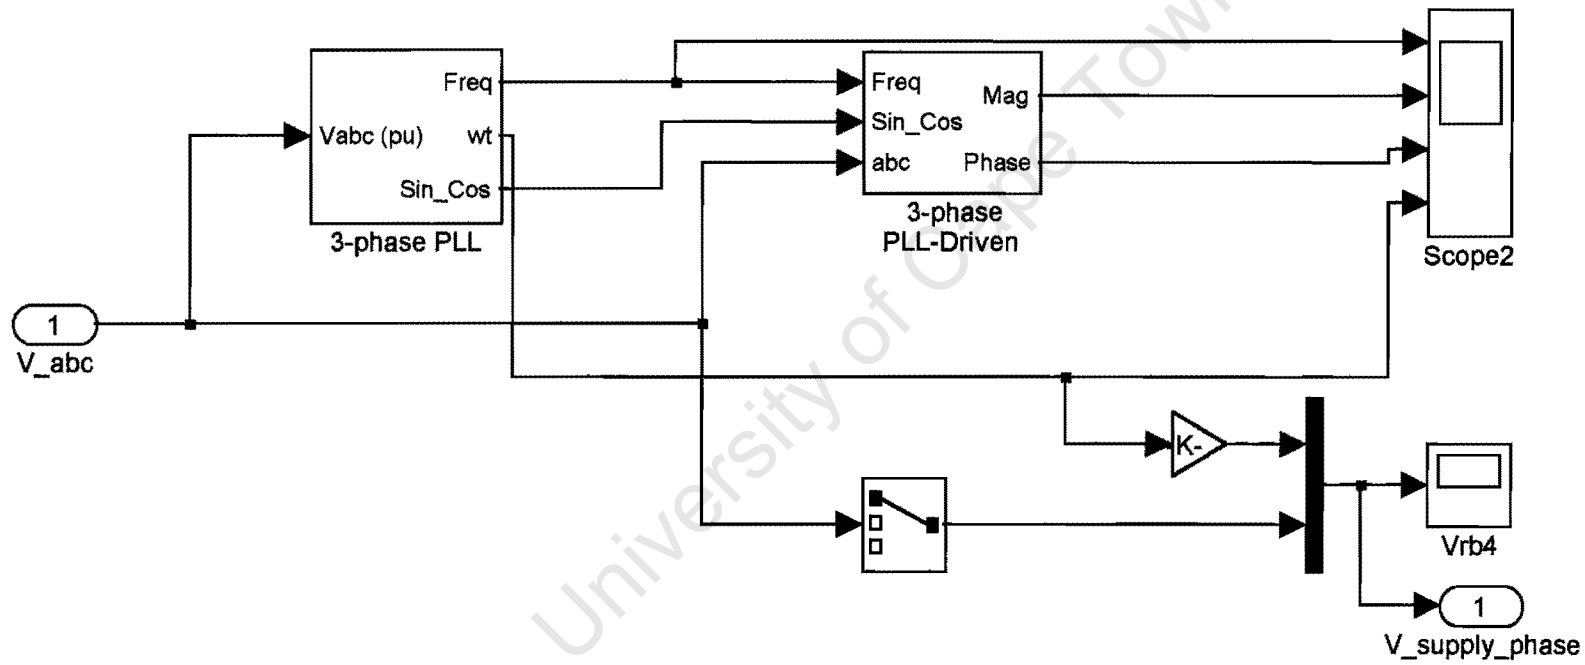 Freq
wt
Vabc (pu)
Sin_Cos
3-phase PLL
Freq
Sin_Cos
abc
Mag
Phase
3-phase
PLL-Driven
Scope2
1
V_abc
K-
Vrb4
1
V_supply_phase
University of Cape Town